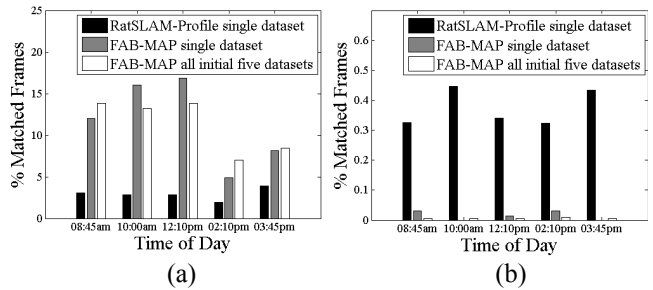 25
20
15
10
5
0
% Matched Frames
RatSLAM-Profile single dataset
FAB-MAP single dataset
FAB-MAP all initial five datasets
08:45am 10:00am 12:10pm 02:10pm 03:45pm
Time of Day
(a)
0.6
0.5
0.4
0.3
0.2
0.1
0
% Matched Frames
RatSLAM-Profile single dataset
FAB-MAP single dataset
FAB-MAP all initial five datasets
08:45am 10:00am 12:10pm 02:10pm 03:45pm
Time of Day
(b)